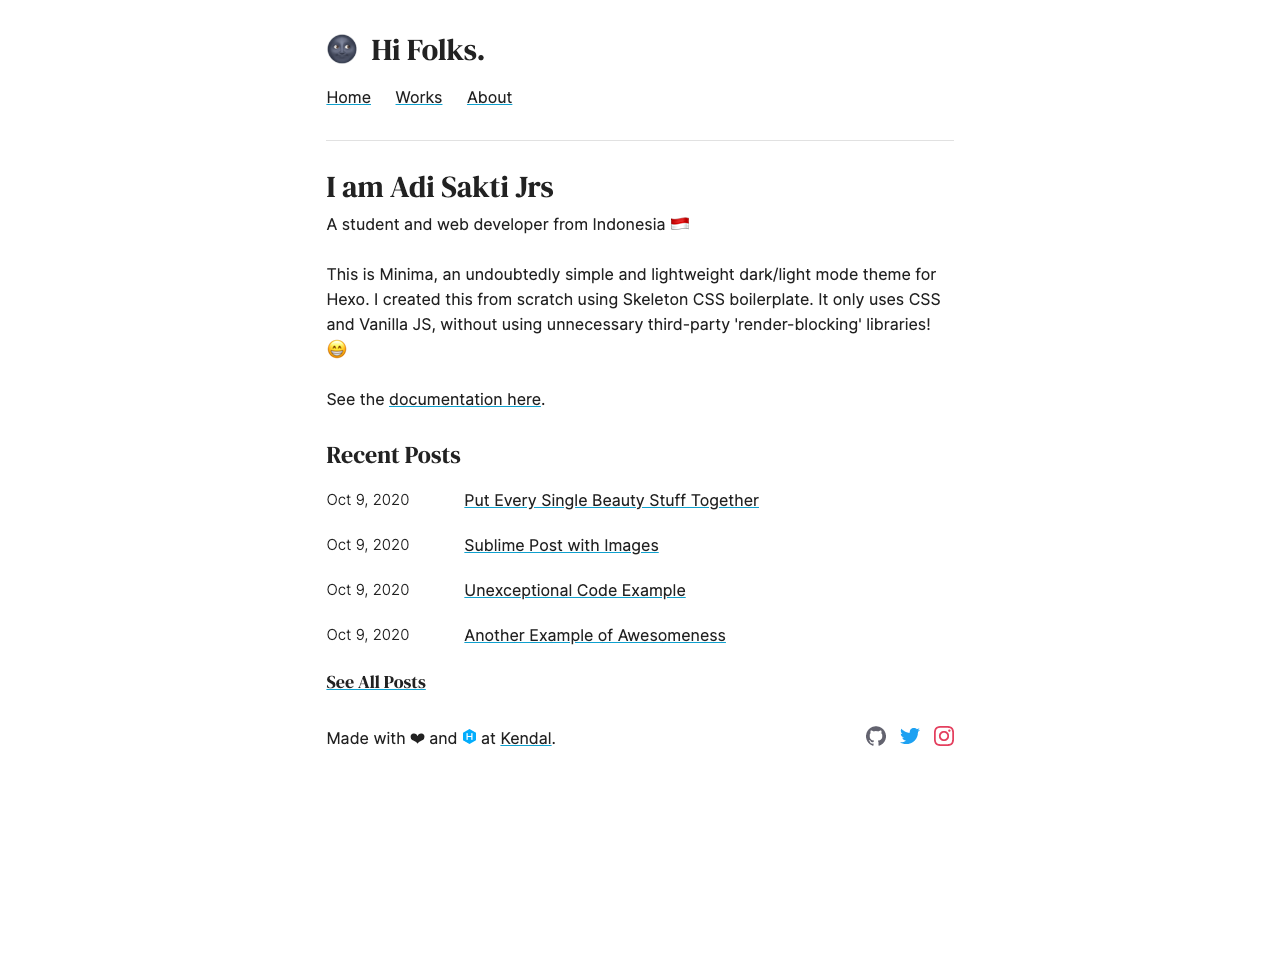 🌚 Hi Folks.
Home Works About
I am Adi Sakti Jrs
A student and web developer from Indonesia 🇮🇩
This is Minima, an undoubtedly simple and lightweight dark/light mode theme for
Hexo. I created this from scratch using Skeleton CSS boilerplate. It only uses CSS
and Vanilla JS, without using unnecessary third-party 'render-blocking' libraries!
😁
See the documentation here.
Recent Posts
Oct 9, 2020 Put Every Single Beauty Stuff Together
Oct 9, 2020 Sublime Post with Images
Oct 9, 2020 Unexceptional Code Example
Oct 9, 2020 Another Example of Awesomeness
See All Posts
Made with ❤ and H at Kendal.